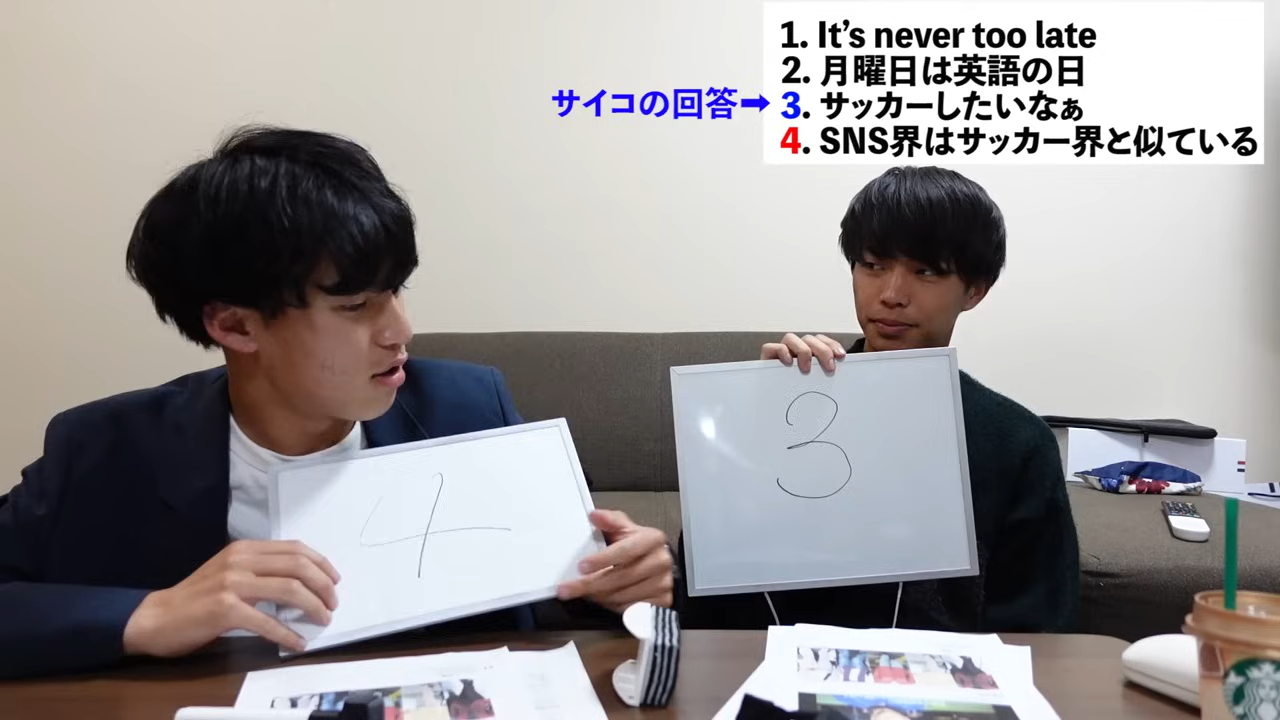 1. It's never too late
2. 月曜日は英語の日
サイコの回答➡3. サッカーしたいなぁ
4. SNS界はサッカー界と似ている
3
4